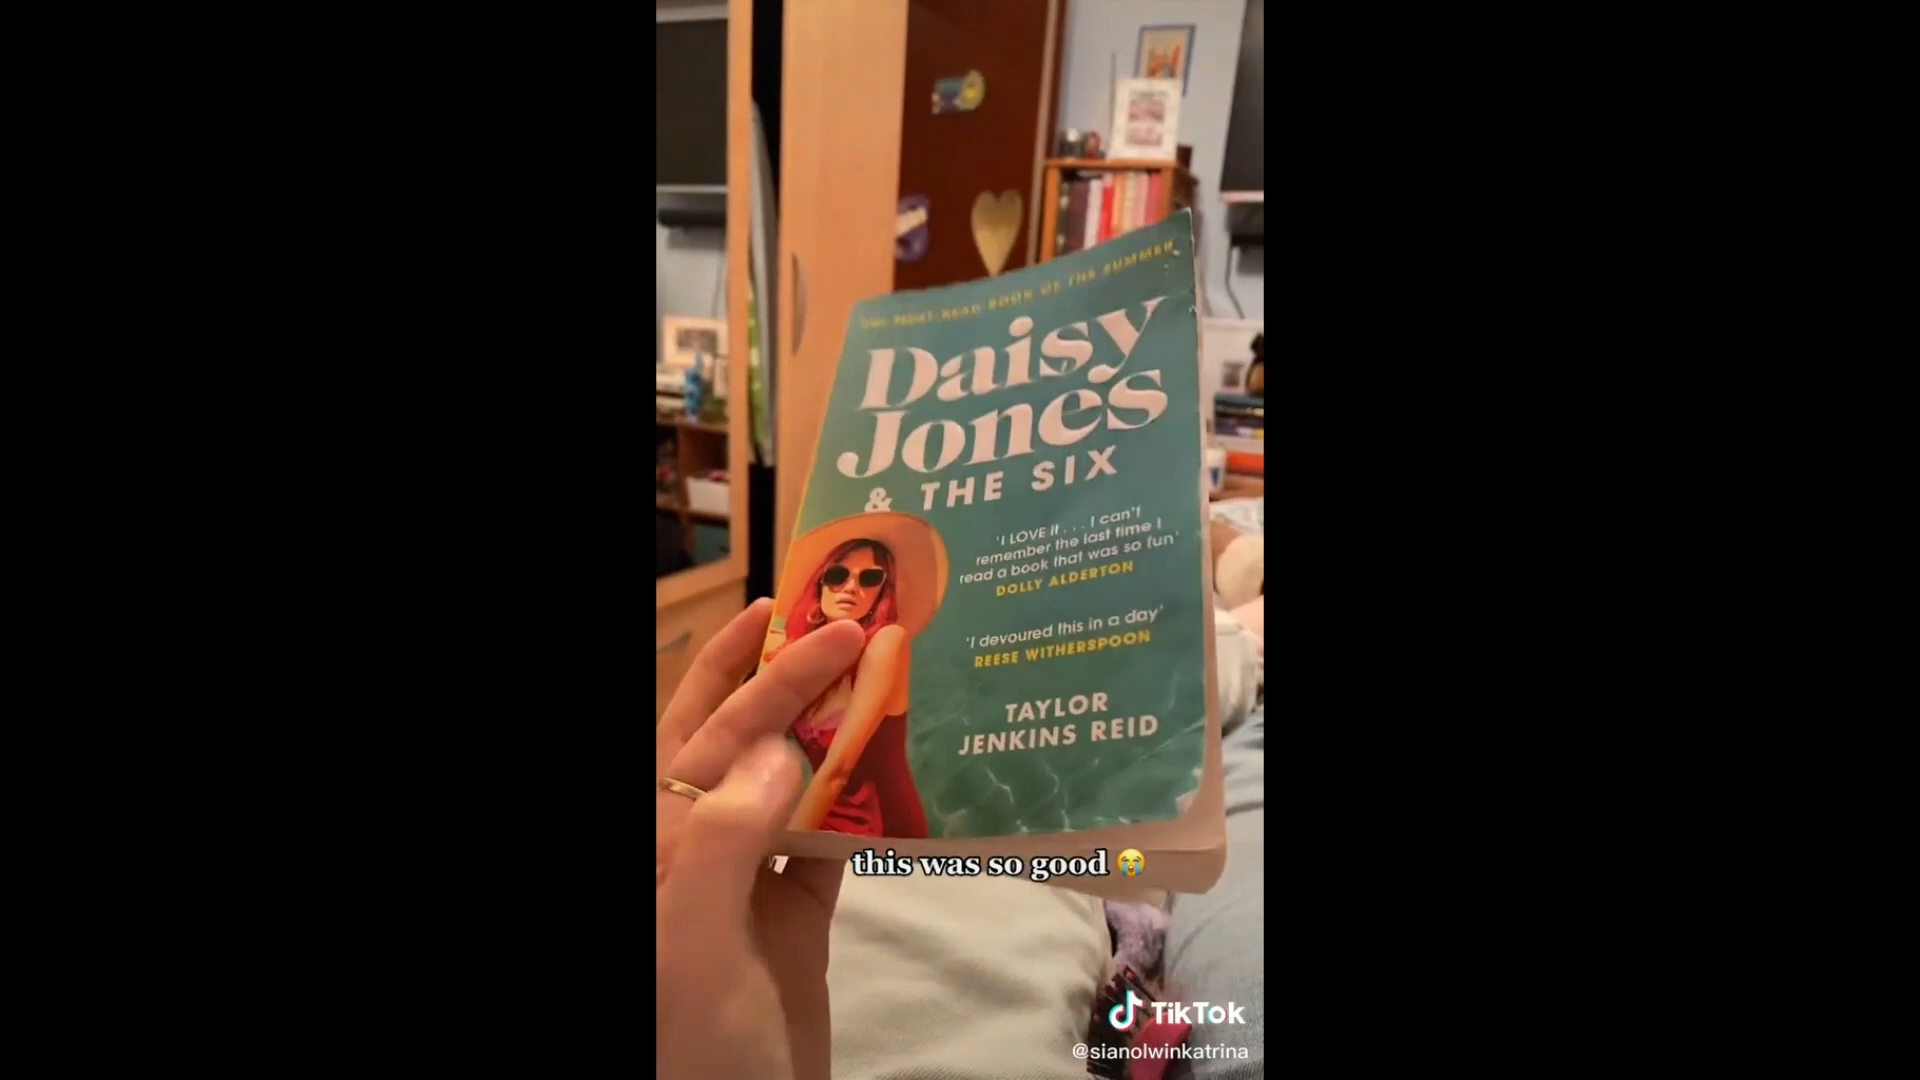 THE MOST-READ BOOK OF THE SUMMER
Daisy
Jones
& THE SIX
'I LOVE it . . . I can't
remember the last time I
read a book that was so fun'
DOLLY ALDERTON
'I devoured this in a day'
REESE WITHERSPOON
TAYLOR
JENKINS REID
this was so good 😭
TikTok
@sianolwinkatrina